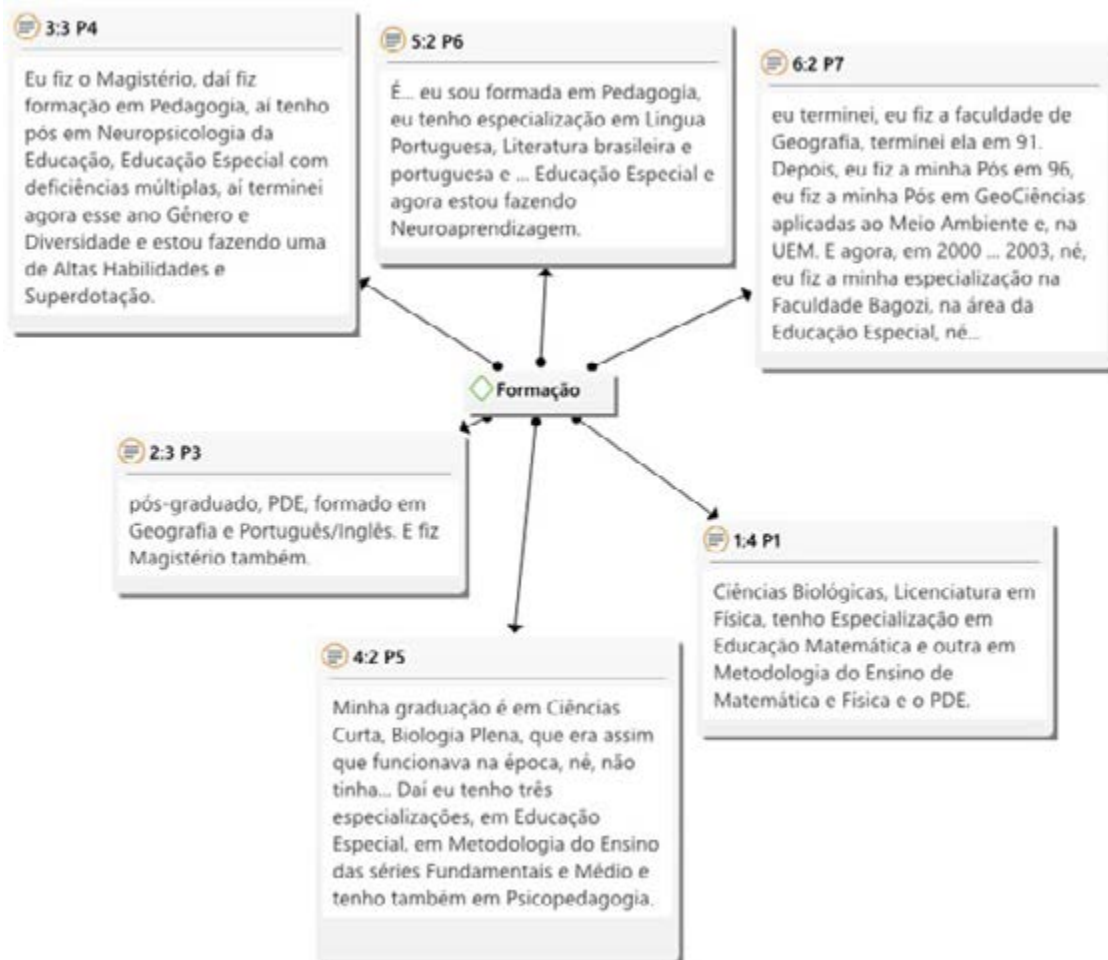 3:3 P4
Eu fiz o Magistério, daí fiz
formação em Pedagogia, aí tenho
pós em Neuropsicologia da
Educação, Educação Especial com
deficiências múltiplas, aí terminei
agora esse ano Gênero e
Diversidade e estou fazendo uma
de Altas Habilidades e
Superdotação.
5:2 P6
É... eu sou formada em Pedagogia,
eu tenho especialização em Língua
Portuguesa, Literatura brasileira e
portuguesa e ... Educação Especial e
agora estou fazendo
Neuroaprendizagem.
6:2 P7
eu terminei, eu fiz a faculdade de
Geografia, terminei ela em 91.
Depois, eu fiz a minha Pós em 96,
eu fiz a minha Pós em GeoCiências
aplicadas ao Meio Ambiente e, na
UEM. E agora, em 2000 ... 2003, né,
eu fiz a minha especialização na
Faculdade Bagozi, na área da
Educação Especial, né...
Formação
2:3 P3
pós-graduado, PDE, formado em
Geografia e Português/Inglês. E fiz
Magistério também.
1:4 P1
Ciências Biológicas, Licenciatura em
Física, tenho Especialização em
Educação Matemática e outra em
Metodologia do Ensino de
Matemática e Física e o PDE.
4:2 P5
Minha graduação é em Ciências
Curta, Biologia Plena, que era assim
que funcionava na época, né, não
tinha... Daí eu tenho três
especializações, em Educação
Especial, em Metodologia do Ensino
das séries Fundamentais e Médio e
tenho também em Psicopedagogia.